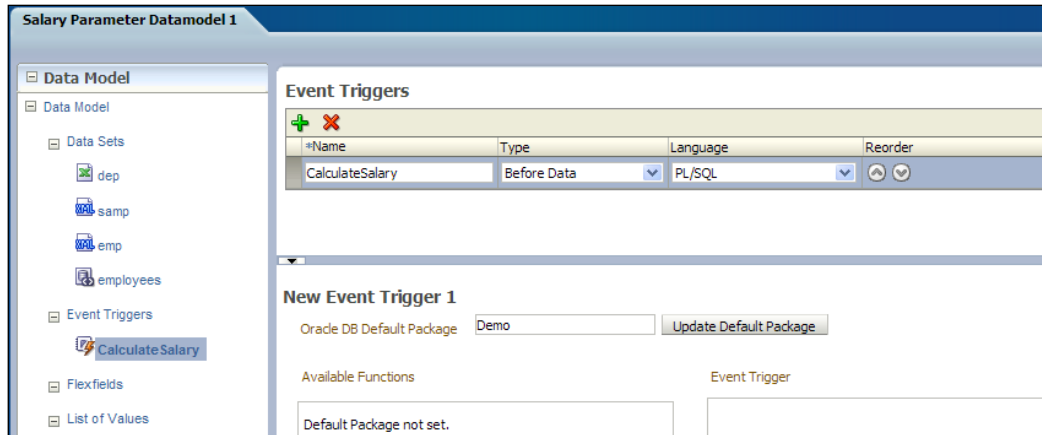 Salary Parameter Datamodel 1
Data Model
Data Model
Data Sets
dep
samp
emp
employees
Event Triggers
CalculateSalary
Flexfields
List of Values
Event Triggers
*Name Type Language Reorder
CalculateSalary Before Data PL/SQL
New Event Trigger 1
Oracle DB Default Package Demo Update Default Package
Available Functions Event Trigger
Default Package not set.